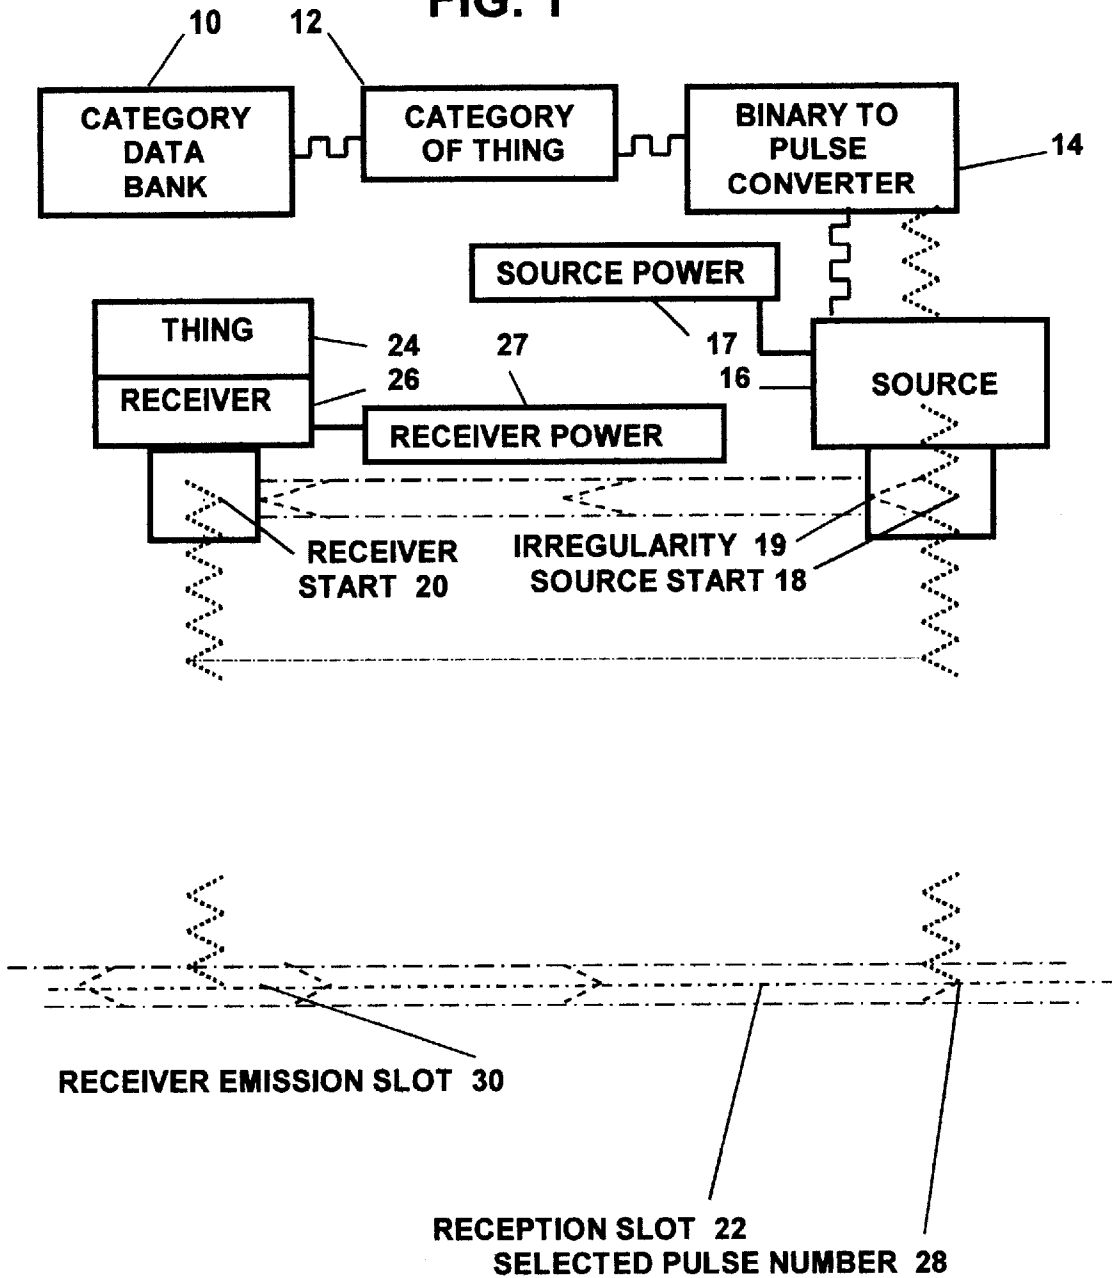 FIG. 1
10
12
CATEGORY
DATA
BANK
CATEGORY
OF THING
BINARY TO
PULSE
CONVERTER
14
SOURCE POWER
THING
24
27
17
RECEIVER
26
16
SOURCE
RECEIVER POWER
RECEIVER
START 20
IRREGULARITY 19
SOURCE START 18
RECEIVER EMISSION SLOT 30
RECEPTION SLOT 22
SELECTED PULSE NUMBER 28